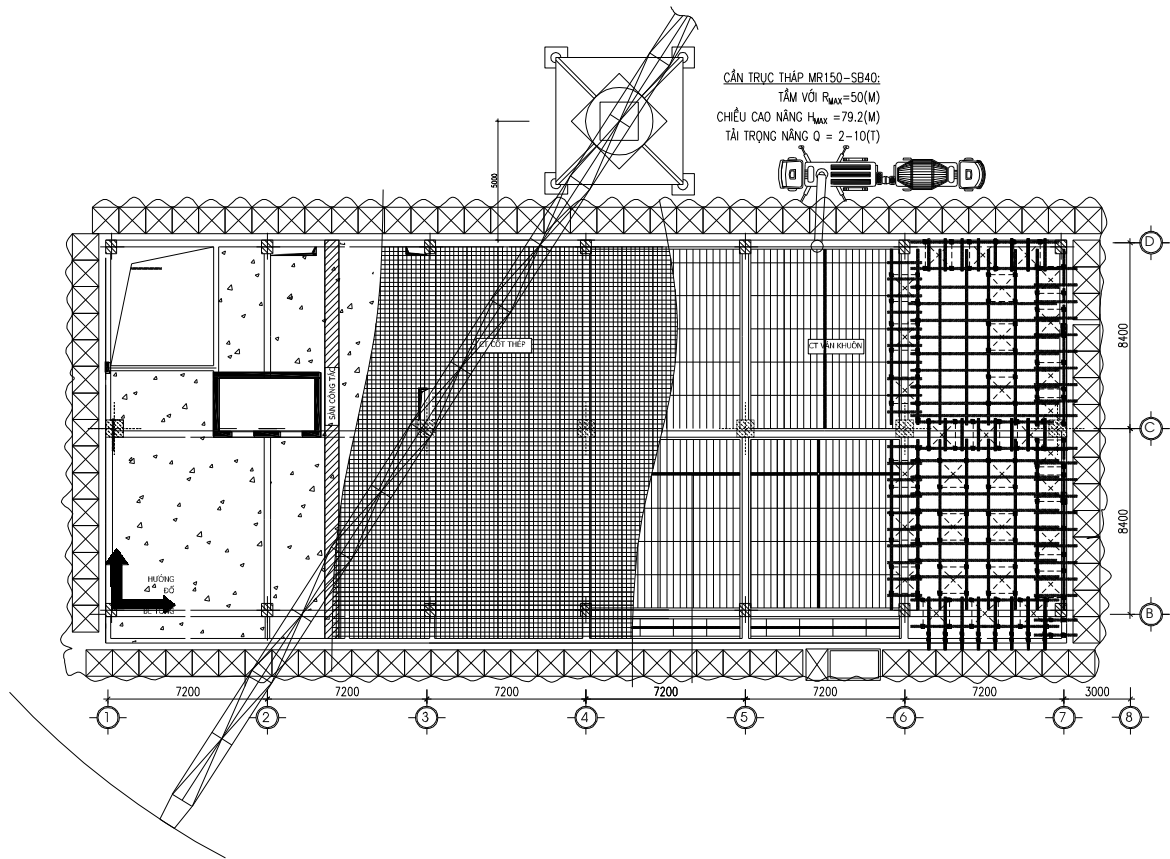 CẦN TRỤC THÁP MR150-SB40:
TẦM VỚI RMAX=50(M)
CHIỀU CAO NÂNG HMAX =79.2(M)
TẢI TRỌNG NÂNG Q = 2-10(T)
5000
D
CT CỐT THÉP
CT VÁN KHUÔN
8400
SÀN CÔNG TÁC
C
8400
HƯỚNG
ĐỔ
BÊ TÔNG
B
7200
7200
7200
7200
7200
7200
3000
1
2
3
4
5
6
7
8